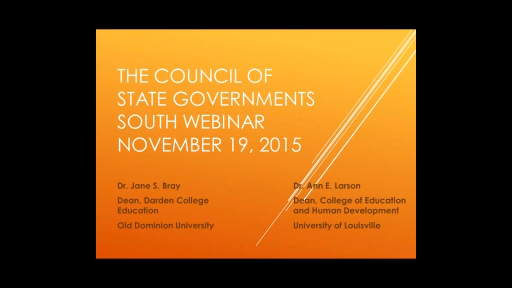 THE COUNCIL OF
STATE GOVERNMENTS
SOUTH WEBINAR
NOVEMBER 19, 2015
Dr. Jane S. Bray
Dean, Darden College
Education
Old Dominion University
Dr. Ann E. Larson
Dean, College of Education
and Human Development
University of Louisville